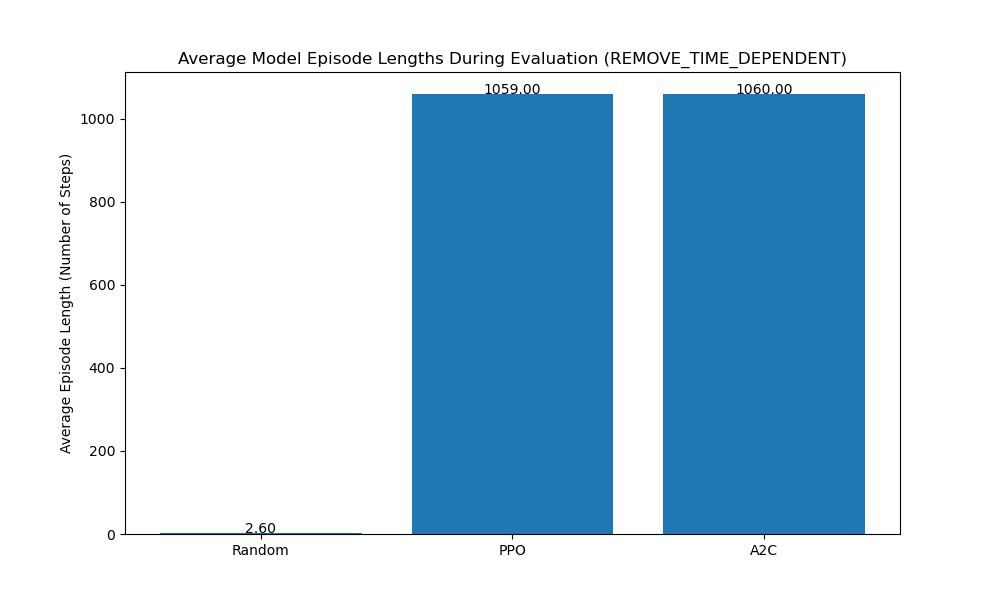 Average Model Episode Lengths During Evaluation (REMOVE_TIME_DEPENDENT)
Average Episode Length (Number of Steps)
1000
800
600
400
200
0
2.60
1059.00
1060.00
Random
PPO
A2C